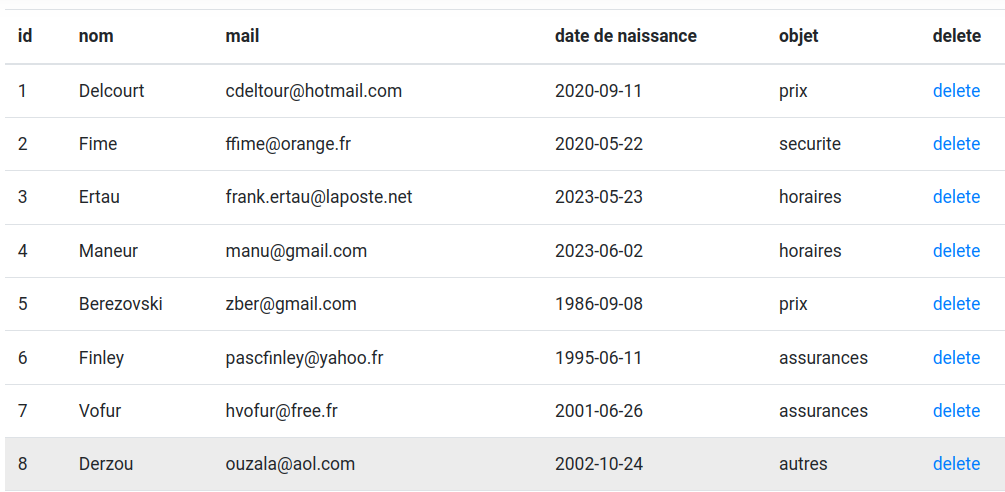 id nom mail date de naissance objet delete
1 Delcourt cdeltour@hotmail.com 2020-09-11 prix delete
2 Fime ffime@orange.fr 2020-05-22 securite delete
3 Ertau frank.ertau@laposte.net 2023-05-23 horaires delete
4 Maneur manu@gmail.com 2023-06-02 horaires delete
5 Berezovski zber@gmail.com 1986-09-08 prix delete
6 Finley pascfinley@yahoo.fr 1995-06-11 assurances delete
7 Vofur hvofur@free.fr 2001-06-26 assurances delete
8 Derzou ouzala@aol.com 2002-10-24 autres delete